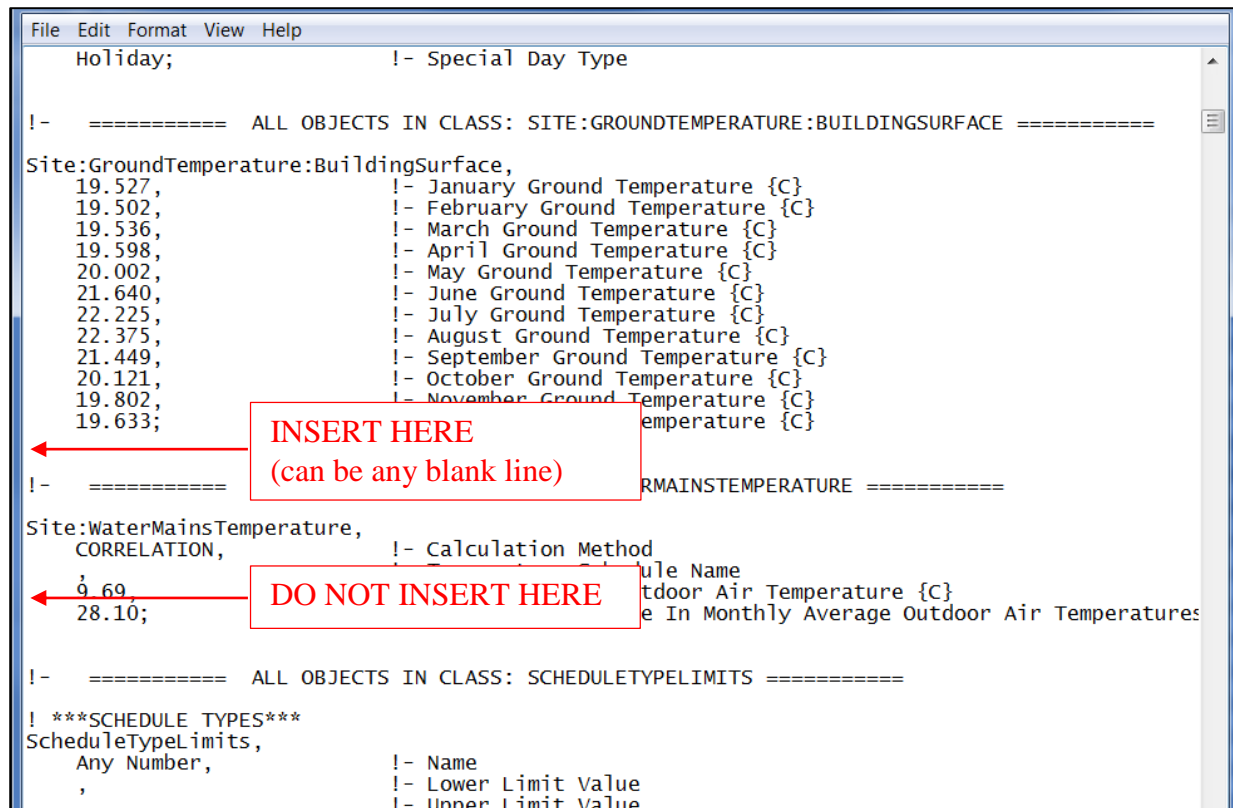 File Edit Format View Help
Holiday; !- Special Day Type
!- =========== ALL OBJECTS IN CLASS: SITE:GROUNDTEMPERATURE:BUILDINGSURFACE ===========
Site:GroundTemperature:BuildingSurface,
19.527, !- January Ground Temperature {C}
19.502, !- February Ground Temperature {C}
19.536, !- March Ground Temperature {C}
19.598, !- April Ground Temperature {C}
20.002, !- May Ground Temperature {C}
21.640, !- June Ground Temperature {C}
22.225, !- July Ground Temperature {C}
22.375, !- August Ground Temperature {C}
21.449, !- September Ground Temperature {C}
20.121, !- October Ground Temperature {C}
19.802, !- November Ground Temperature {C}
19.633; emperature {C}
INSERT HERE
(can be any blank line)
!- =========== RMAINSTEMPERATURE ===========
Site:WaterMainsTemperature,
CORRELATION, !- Calculation Method
, ule Name
9.69, tdoor Air Temperature {C}
DO NOT INSERT HERE
28.10; e In Monthly Average Outdoor Air Temperatures
!- =========== ALL OBJECTS IN CLASS: SCHEDULETYPELIMITS ===========
! ***SCHEDULE TYPES***
ScheduleTypeLimits,
Any Number, !- Name
, !- Lower Limit Value
!- Upper Limit Value